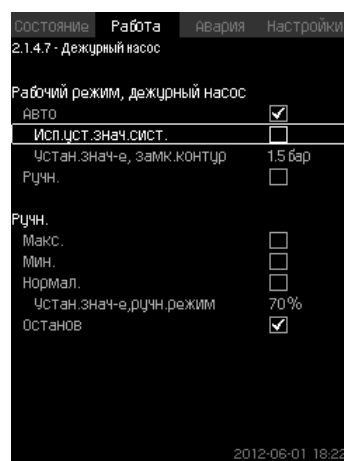 Состояние Работа Авария Настройки
2.1.4.7 - Дежурный насос
Рабочий режим, дежурный насос
Авто
Исп.уст.знач.сист.
Устан.знач-е, замк.контур 1.5 бар
Ручн.
Ручн.
Макс.
Мин.
Нормал.
Устан.знач-е,ручн.режим 70%
Останов
2012-06-01 18:22